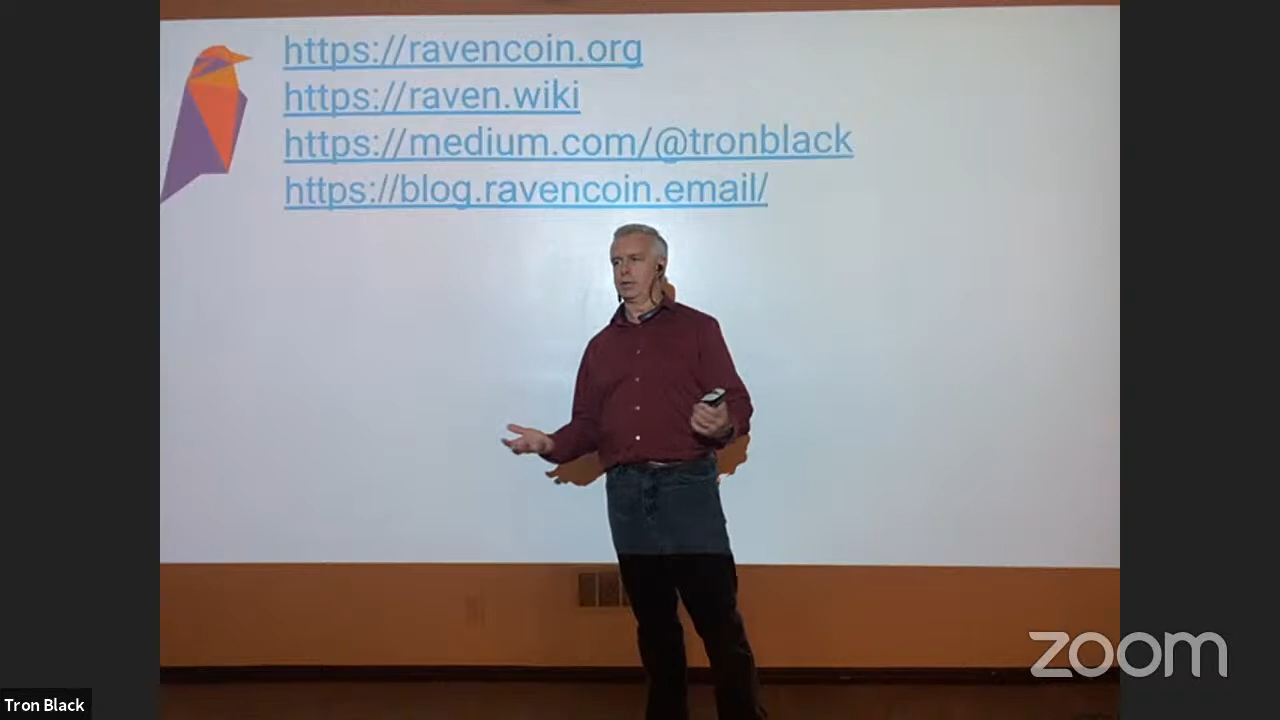 https://ravencoin.org
https://raven.wiki
https://medium.com/@tronblack
https://blog.ravencoin.email/
zoom
Tron Black